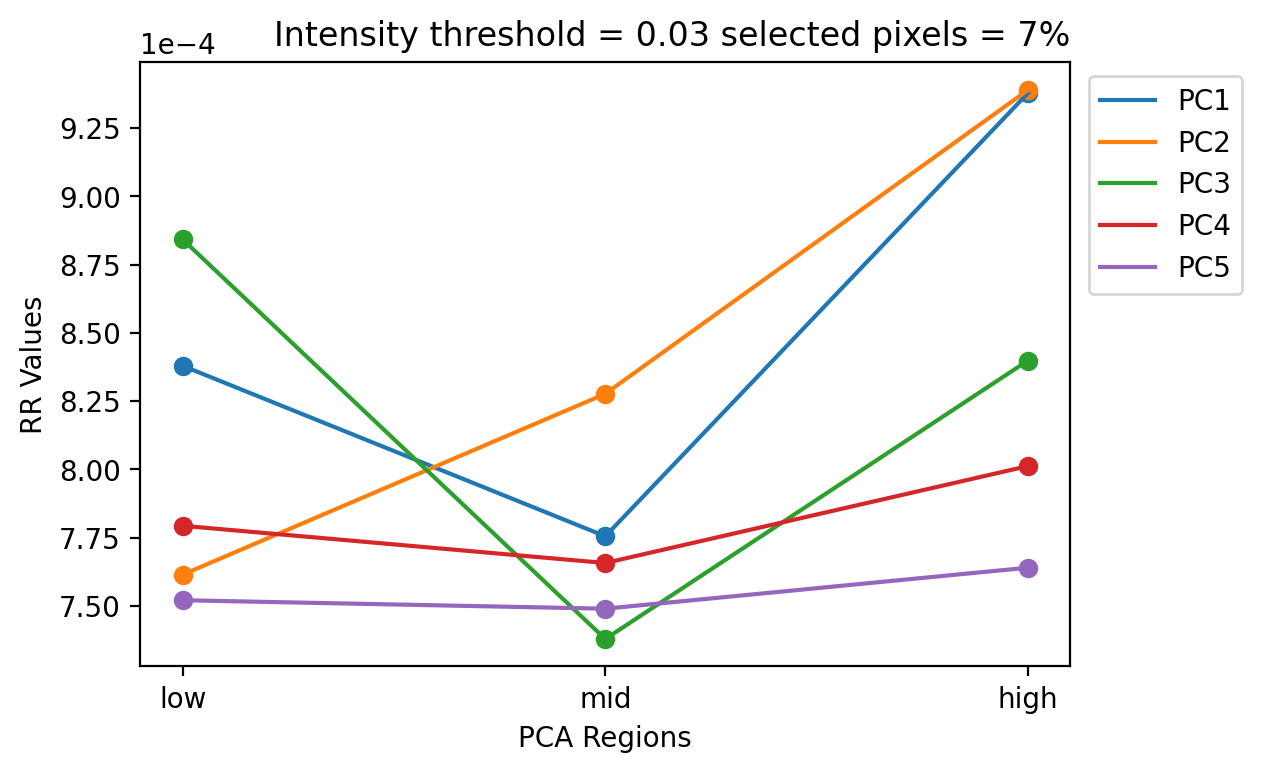 Intensity threshold = 0.03 selected pixels = 7%
1e−4
9.25
9.00
8.75
8.50
8.25
8.00
7.75
7.50
RR Values
low
mid
high
PCA Regions
PC1
PC2
PC3
PC4
PC5